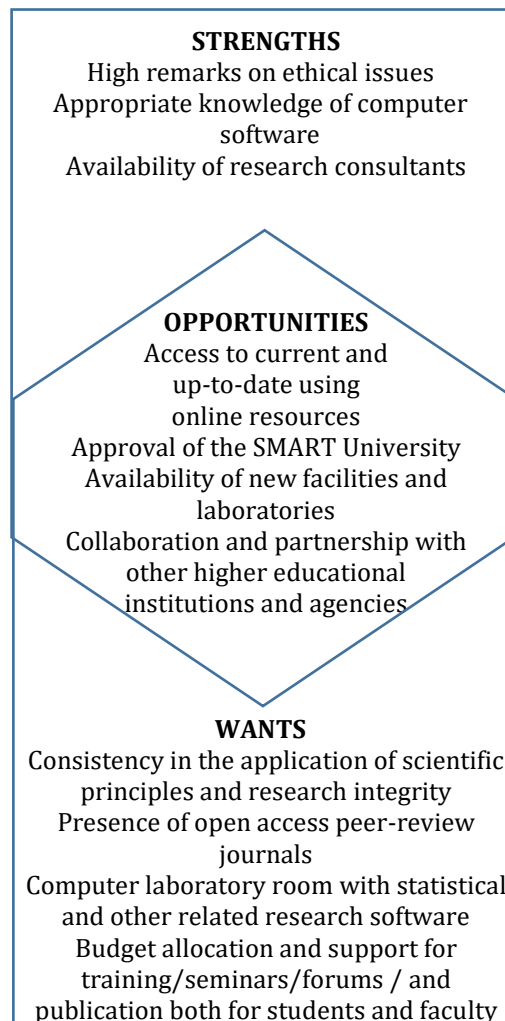 STRENGTHS
High remarks on ethical issues
Appropriate knowledge of computer
software
Availability of research consultants
OPPORTUNITIES
Access to current and
up-to-date using
online resources
Approval of the SMART University
Availability of new facilities and
laboratories
Collaboration and partnership with
other higher educational
institutions and agencies
WANTS
Consistency in the application of scientific
principles and research integrity
Presence of open access peer-review
journals
Computer laboratory room with statistical
and other related research software
Budget allocation and support for
training/seminars/forums / and
publication both for students and faculty